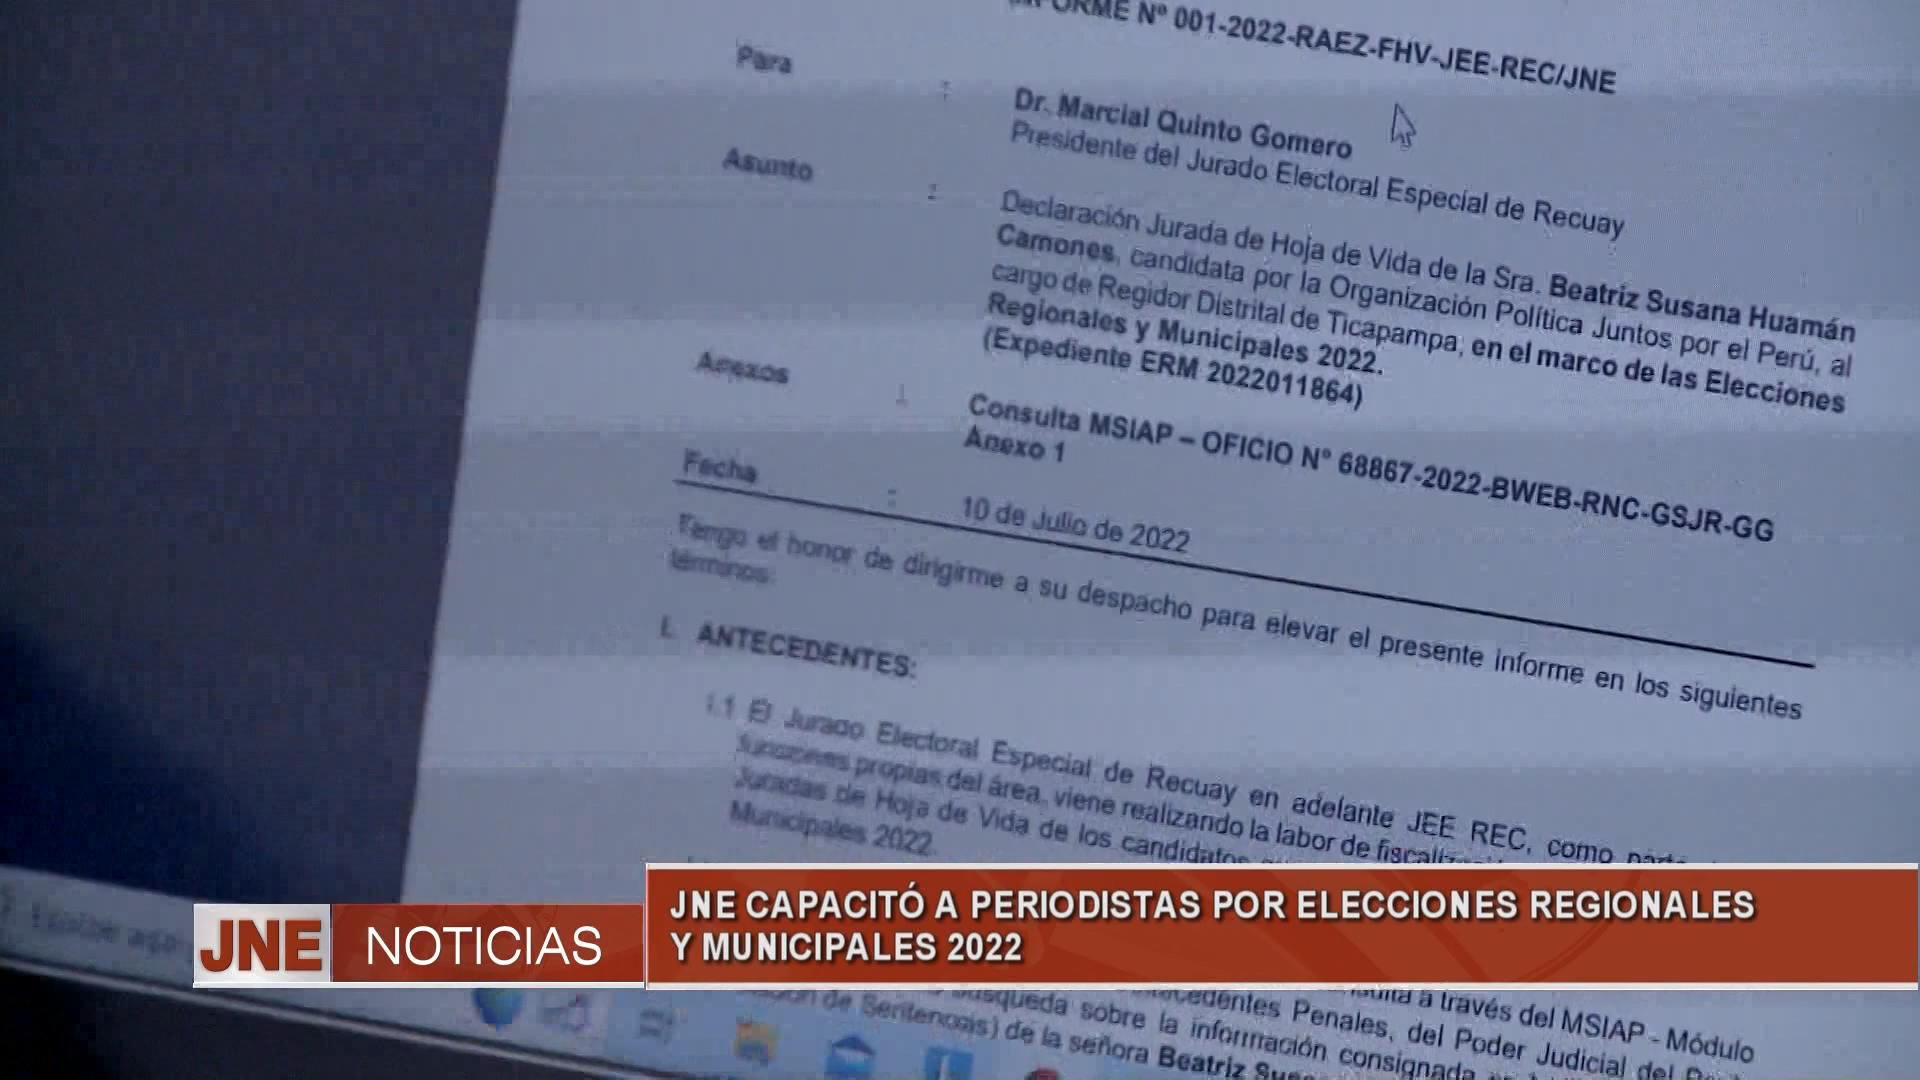 INFORME Nº 001-2022-RAEZ-FHV-JEE-REC/JNE
Para : Dr. Marcial Quinto Gomero
Presidente del Jurado Electoral Especial de Recuay
Asunto : Declaración Jurada de Hoja de Vida de la Sra. Beatriz Susana Huamán
Camones, candidata por la Organización Política Juntos por el Perú, al
cargo de Regidor Distrital de Ticapampa, en el marco de las Elecciones
Regionales y Municipales 2022.
(Expediente ERM 2022011864)
Anexos : Consulta MSIAP – OFICIO N° 68867-2022-BWEB-RNC-GSJR-GG
Anexo 1
Fecha : 10 de Julio de 2022
Tengo el honor de dirigirme a su despacho para elevar el presente informe en los siguientes
términos:
I. ANTECEDENTES:
1.1 El Jurado Electoral Especial de Recuay en adelante JEE REC, como parte
funciones propias del área, viene realizando la labor de
Juradas de Hoja de Vida de los candidatos
Municipales 2022.
JNE NOTICIAS
JNE CAPACITÓ A PERIODISTAS POR ELECCIONES REGIONALES
Y MUNICIPALES 2022
a través del MSIAP - Módulo
búsqueda sobre la información consignada
Penales, del Poder Judicial del
de Sentencias) de la señora Beatriz